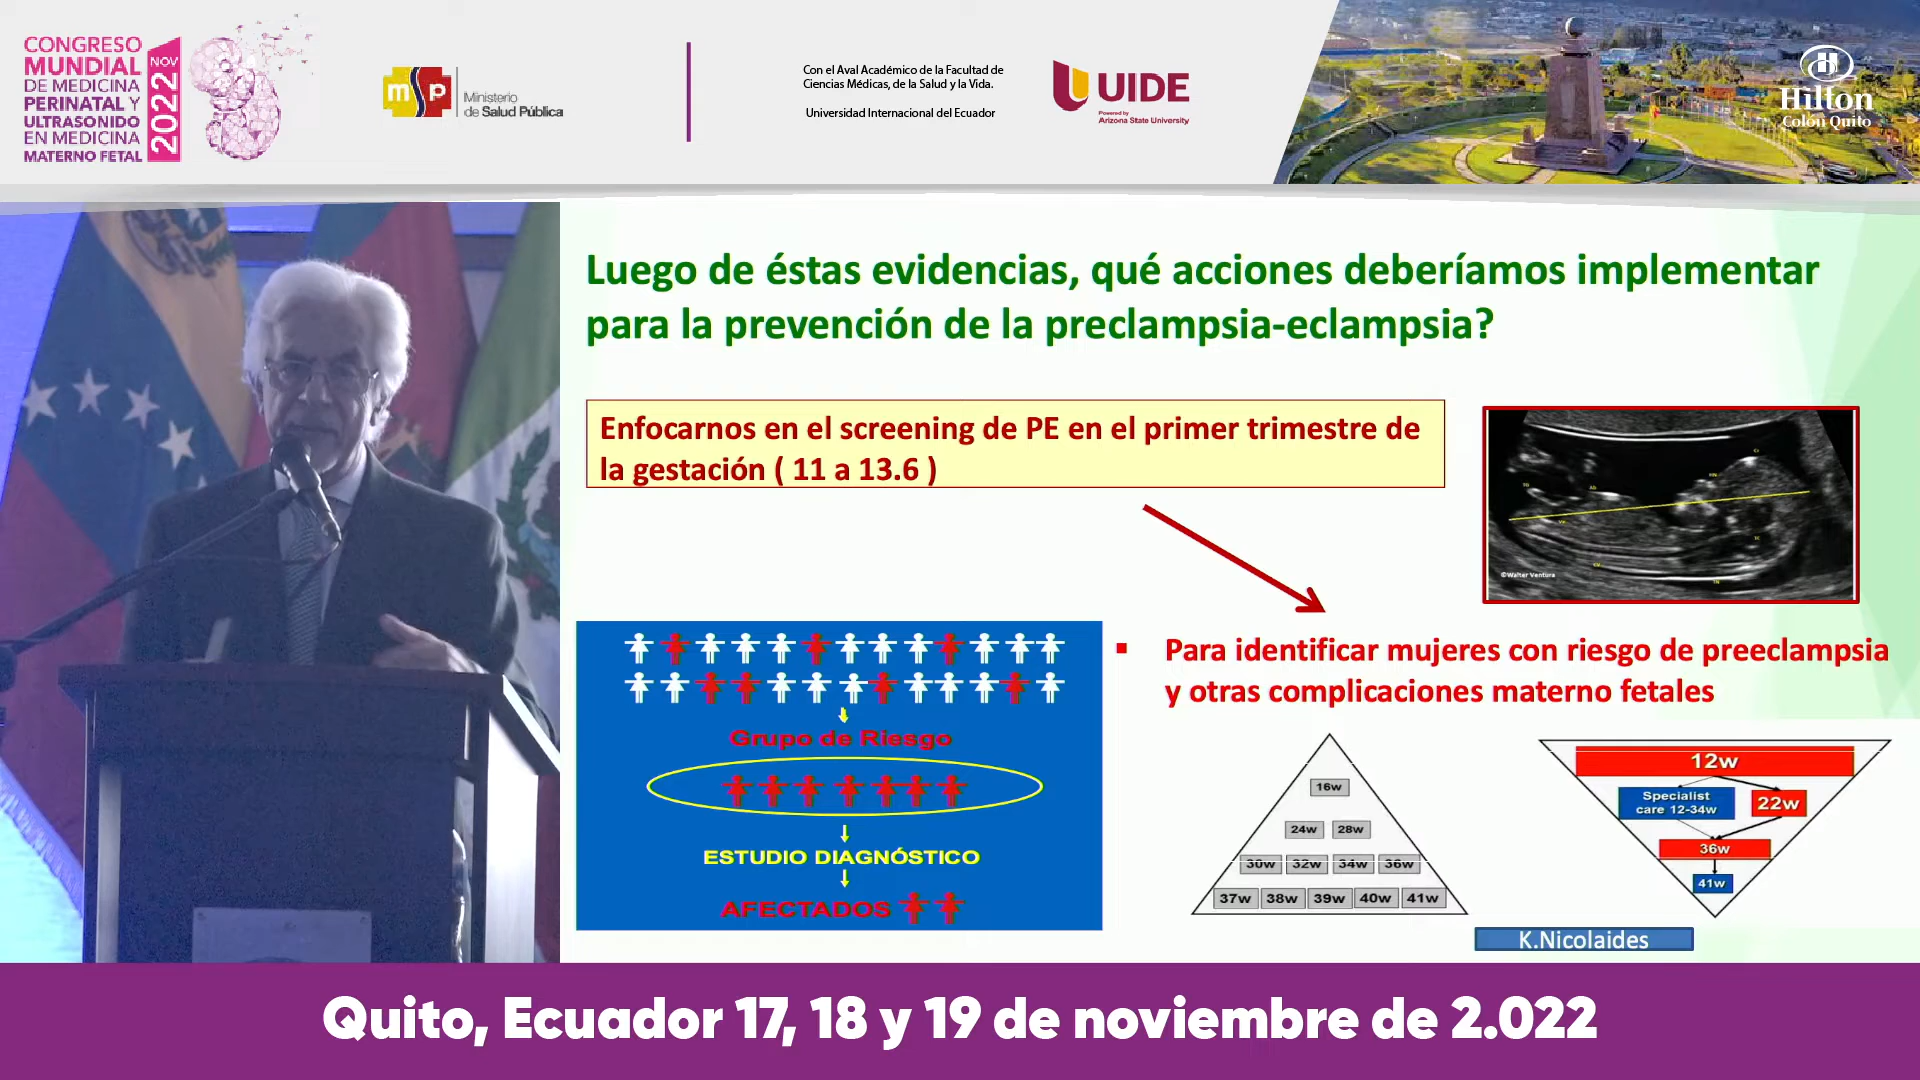 CONGRESO
MUNDIAL
DE MEDICINA
PERINATAL Y
ULTRASONIDO
EN MEDICINA
MATERNO FETAL
NOV
2022
msp
Ministerio
de Salud Pública
Con el Aval Académico de la Facultad de
Ciencias Médicas, de la Salud y la Vida.
Universidad Internacional del Ecuador
UIDE
Powered by
Arizona State University
Hilton
Colón Quito
Luego de éstas evidencias, qué acciones deberíamos implementar
para la prevención de la preclampsia-eclampsia?
Enfocarnos en el screening de PE en el primer trimestre de
la gestación ( 11 a 13.6 )
©Walter Ventura
Grupo de Riesgo
ESTUDIO DIAGNÓSTICO
AFECTADOS
▪ Para identificar mujeres con riesgo de preeclampsia
y otras complicaciones materno fetales
16w
24w 28w
30w 32w 34w 36w
37w 38w 39w 40w 41w
12w
Specialist
care 12-34w
22w
36w
41w
K.Nicolaides
Quito, Ecuador 17, 18 y 19 de noviembre de 2.022